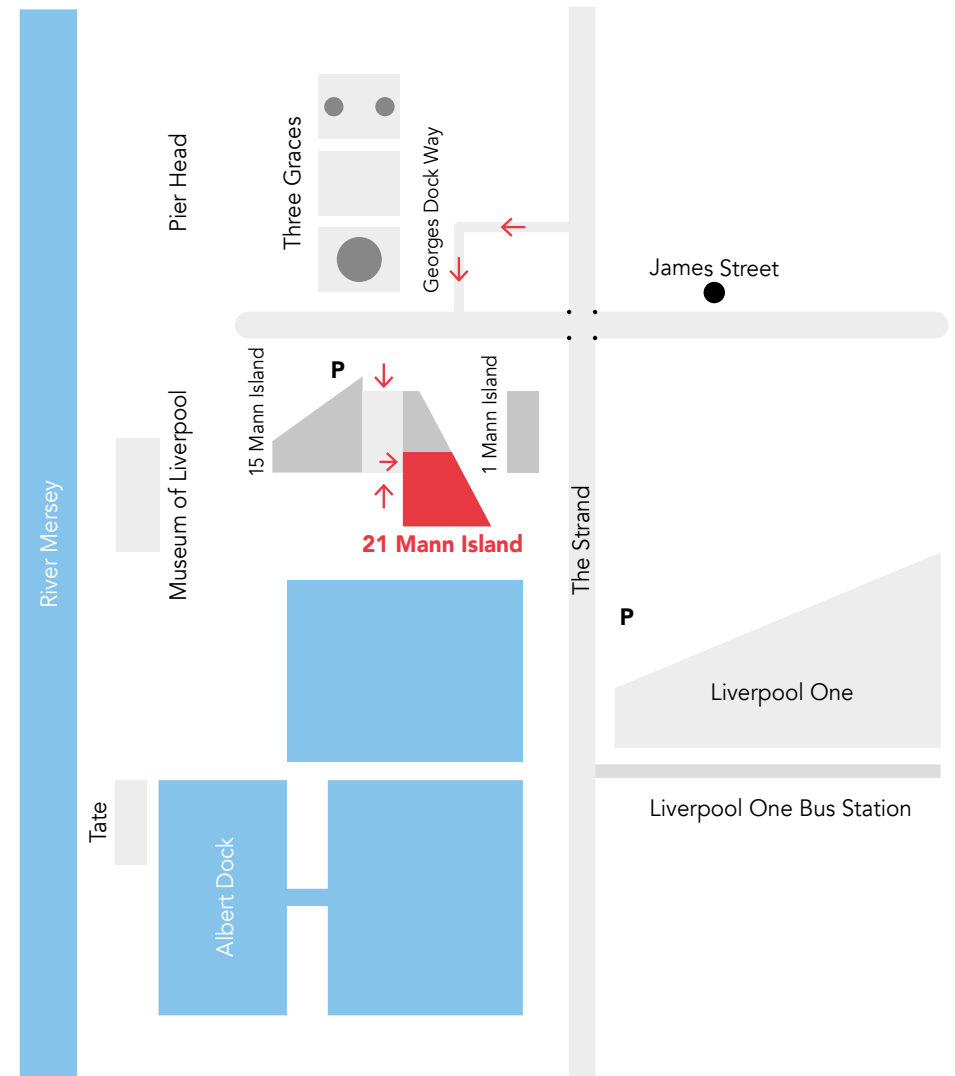 Pier Head
Three Graces
Georges Dock Way
James Street
15 Mann Island
P
1 Mann Island
Museum of Liverpool
21 Mann Island
River Mersey
The Strand
P
Liverpool One
Tate
Albert Dock
Liverpool One Bus Station